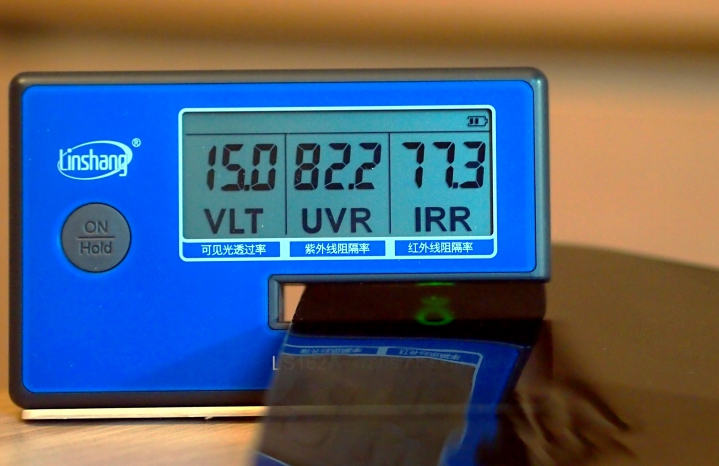 Linshang®
ON
Hold
15.0 82.2 77.3
VLT UVR IRR
可见光透过率 紫外线阻隔率 红外线阻隔率